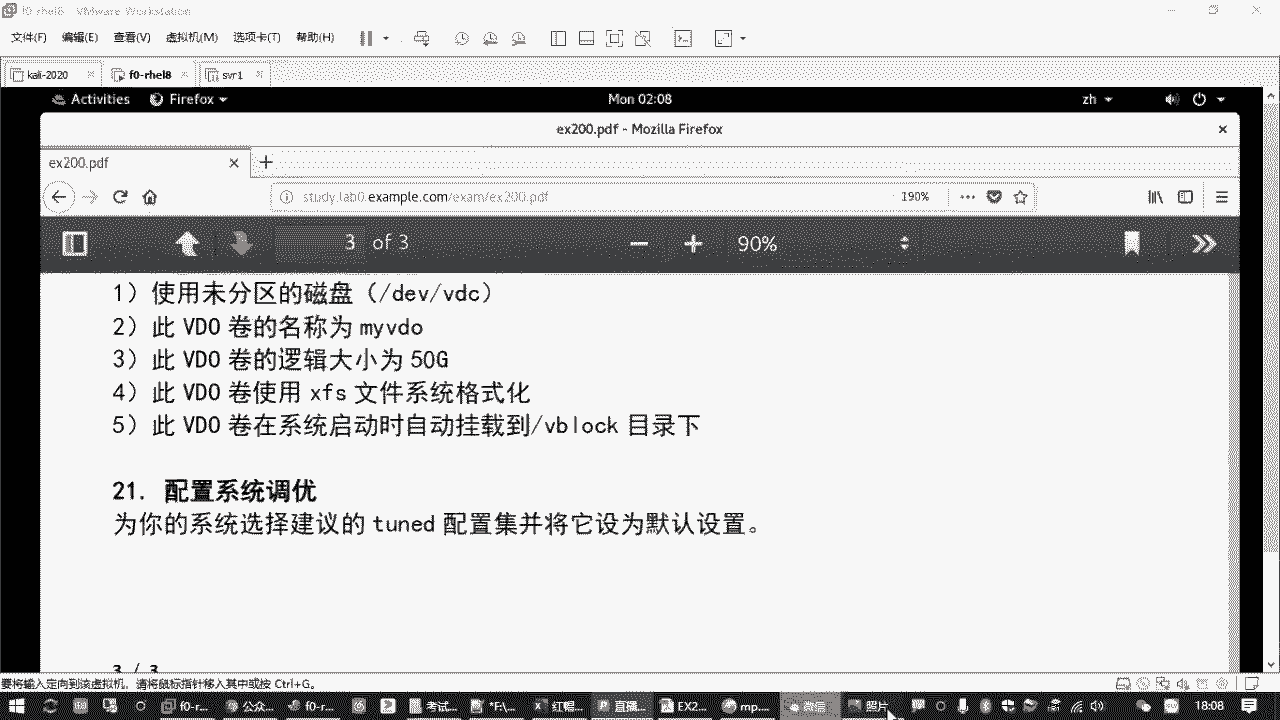 f0-rhel8 - VMware Workstation
文件(F) 编辑(E) 查看(V) 虚拟机(M) 选项卡(T) 帮助(H)
kali-2020 f0-rhel8 svr1
Activities Firefox Mon 02:08 zh
ex200.pdf - Mozilla Firefox
ex200.pdf
study.lab0.example.com/exam/ex200.pdf 190%
3 of 3 90%
1）使用未分区的磁盘（/dev/vdc）
2）此 VDO 卷的名称为 myvdo
3）此 VDO 卷的逻辑大小为 50G
4）此 VDO 卷使用 xfs 文件系统格式化
5）此 VDO 卷在系统启动时自动挂载到/vblock 目录下
21. 配置系统调优
为你的系统选择建议的 tuned 配置集并将它设为默认设置。
3 / 3
要将输入定向到该虚拟机，请将鼠标指针移入其中或按 Ctrl+G。
f0-r... 公众... f0-r... 考试... *F\... 红帽... 直播... EX2... mp.... 微信 照片 18:08